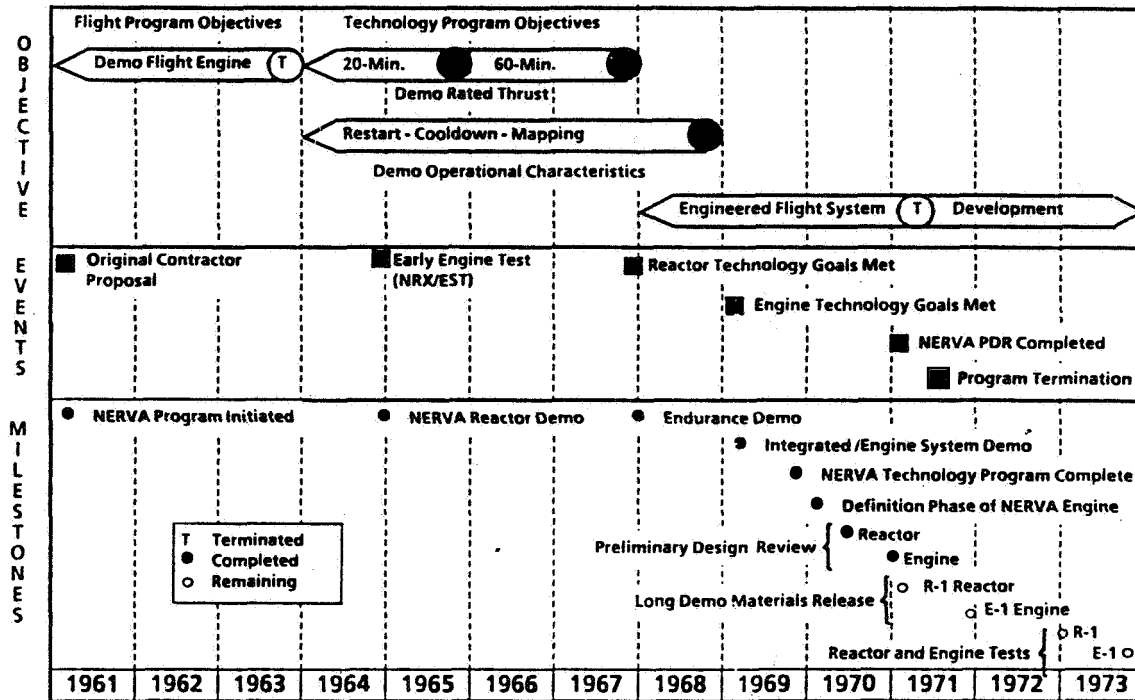 OBJECTIVE
Flight Program Objectives
Technology Program Objectives
Demo Flight Engine T
20-Min. 60-Min.
Demo Rated Thrust
Restart - Cooldown - Mapping
Demo Operational Characteristics
Engineered Flight System T Development
EVENTS
Original Contractor
Proposal
Early Engine Test
(NRX/EST)
Reactor Technology Goals Met
Engine Technology Goals Met
NERVA PDR Completed
Program Termination
MILESTONES
NERVA Program Initiated
NERVA Reactor Demo
Endurance Demo
Integrated /Engine System Demo
NERVA Technology Program Complete
Definition Phase of NERVA Engine
Preliminary Design Review { Reactor
Engine
Long Demo Materials Release { R-1 Reactor
E-1 Engine
Reactor and Engine Tests { R-1
E-1
T Terminated
● Completed
○ Remaining
1961 1962 1963 1964 1965 1966 1967 1968 1969 1970 1971 1972 1973